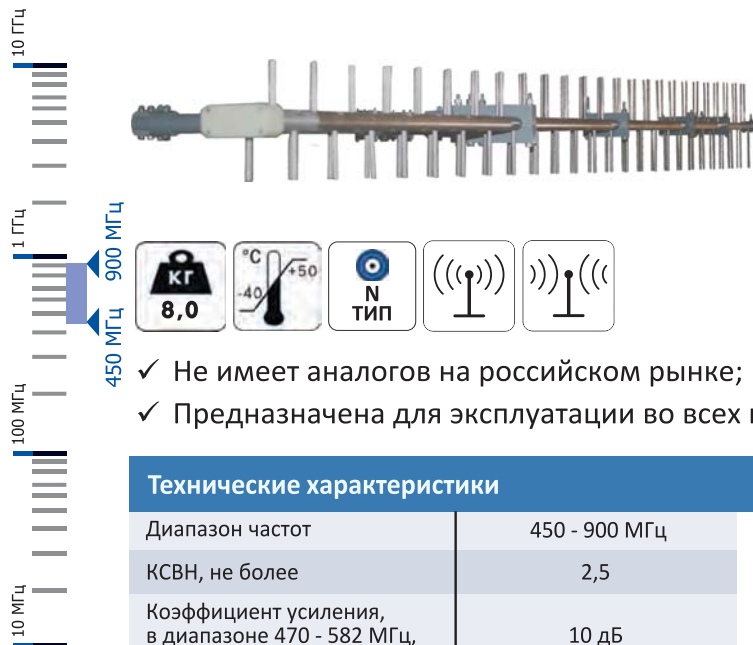 10 ГГц
1 ГГц
900 МГц
450 МГц
100 МГц
10 МГц
КГ
8,0
°C
+50
-40
N
ТИП
✓ Не имеет аналогов на российском рынке;
✓ Предназначена для эксплуатации во всех
Технические характеристики
Диапазон частот 450 - 900 МГц
КСВН, не более 2,5
Коэффициент усиления,
в диапазоне 470 - 582 МГц, 10 дБ